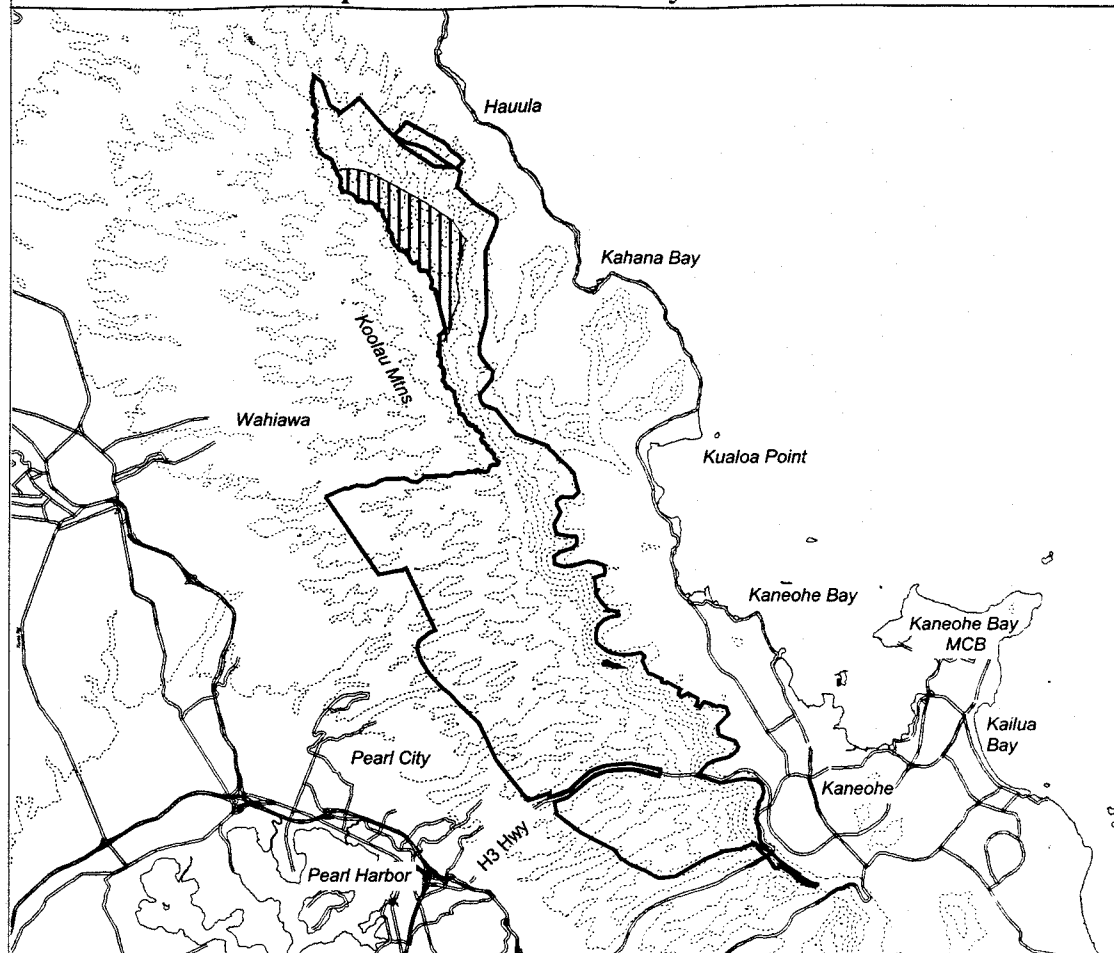 Hauula
Kahana Bay
Koolau Mtns.
Wahiawa
Kualoa Point
Kaneohe Bay
Kaneohe Bay
MCB
Kailua
Bay
Pearl City
Kaneohe
H3 Hwy
Pearl Harbor